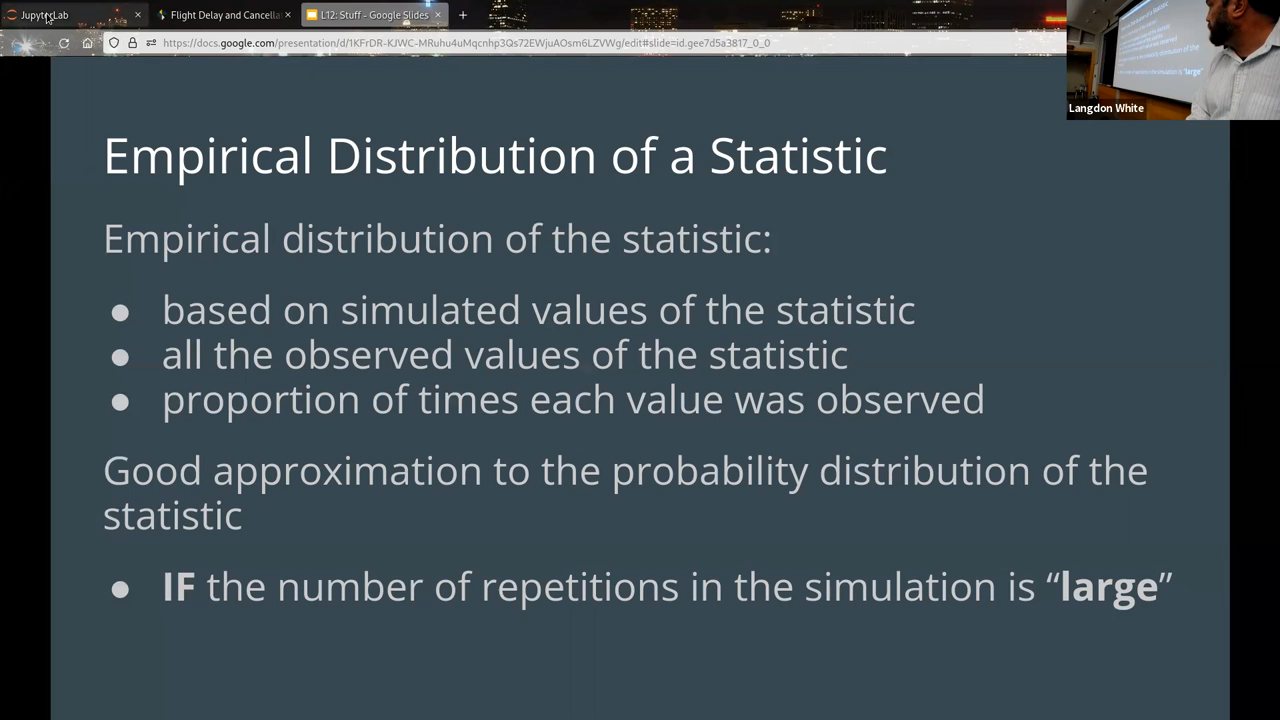 JupyterLab
Flight Delay and Cancella
L12: Stuff - Google Slides
https://docs.google.com/presentation/d/1KFrDR-KJWC-MRuhu4uMqcnhp3Qs72EWjuAOsm6LZVWg/edit#slide=id.gee7d5a3817_0_0
Langdon White
Empirical Distribution of a Statistic
Empirical distribution of the statistic:
● based on simulated values of the statistic
● all the observed values of the statistic
● proportion of times each value was observed
Good approximation to the probability distribution of the
statistic
● IF the number of repetitions in the simulation is “large”